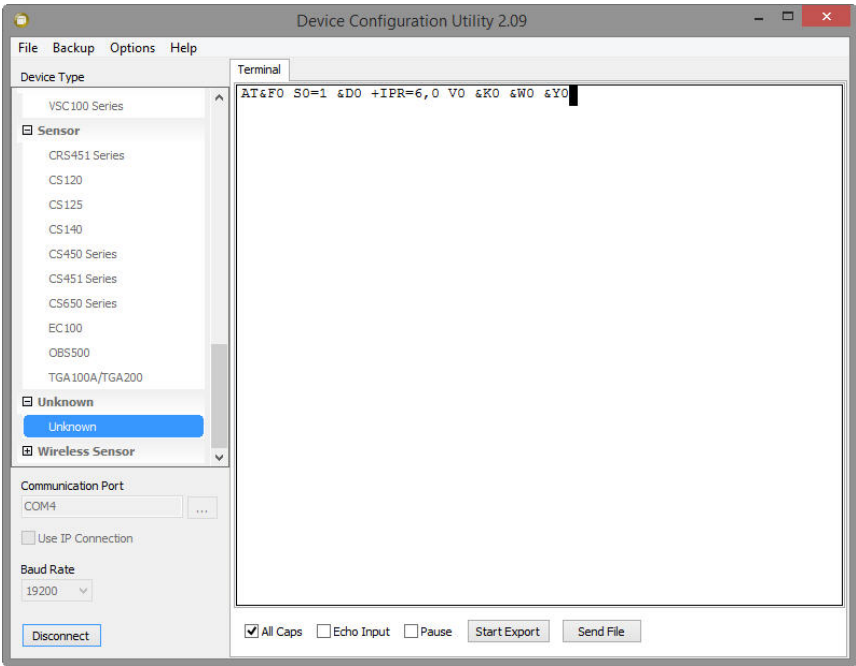 Device Configuration Utility 2.09
File Backup Options Help
Device Type
VSC100 Series
Sensor
CRS451 Series
CS120
CS125
CS140
CS450 Series
CS451 Series
CS650 Series
EC100
OBS500
TGA100A/TGA200
Unknown
Unknown
Wireless Sensor
Communication Port
COM4
...
Use IP Connection
Baud Rate
19200
Disconnect
Terminal
AT&F0 S0=1 &D0 +IPR=6,0 V0 &K0 &W0 &Y0
All Caps Echo Input Pause Start Export Send File